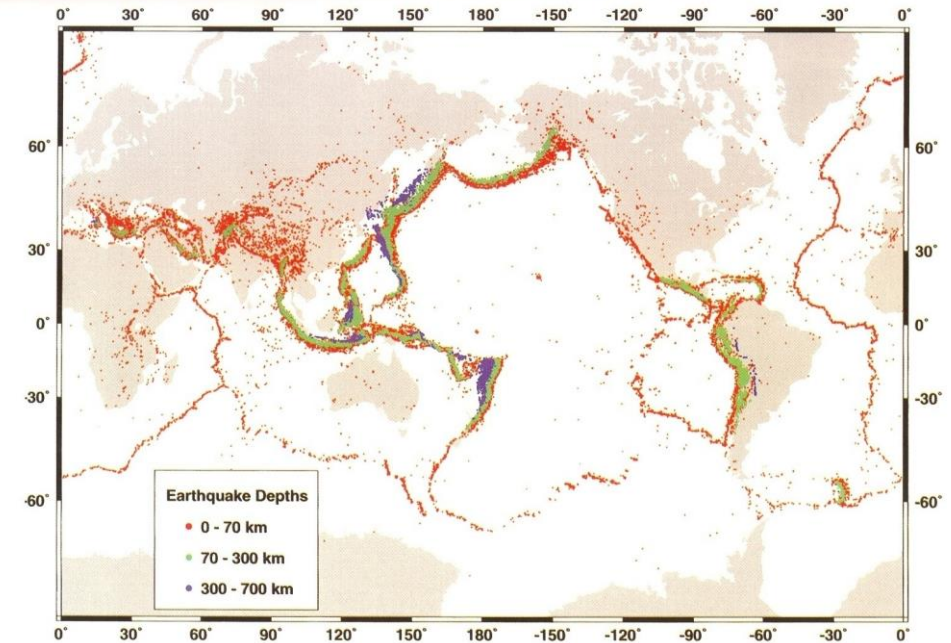 0° 30° 60° 90° 120° 150° 180° -150° -120° -90° -60° -30° 0°
60° 60°
30° 30°
0° 0°
-30° -30°
-60° -60°
Earthquake Depths
0 - 70 km
70 - 300 km
300 - 700 km
0° 30° 60° 90° 120° 150° 180° -150° -120° -90° -60° -30° 0°